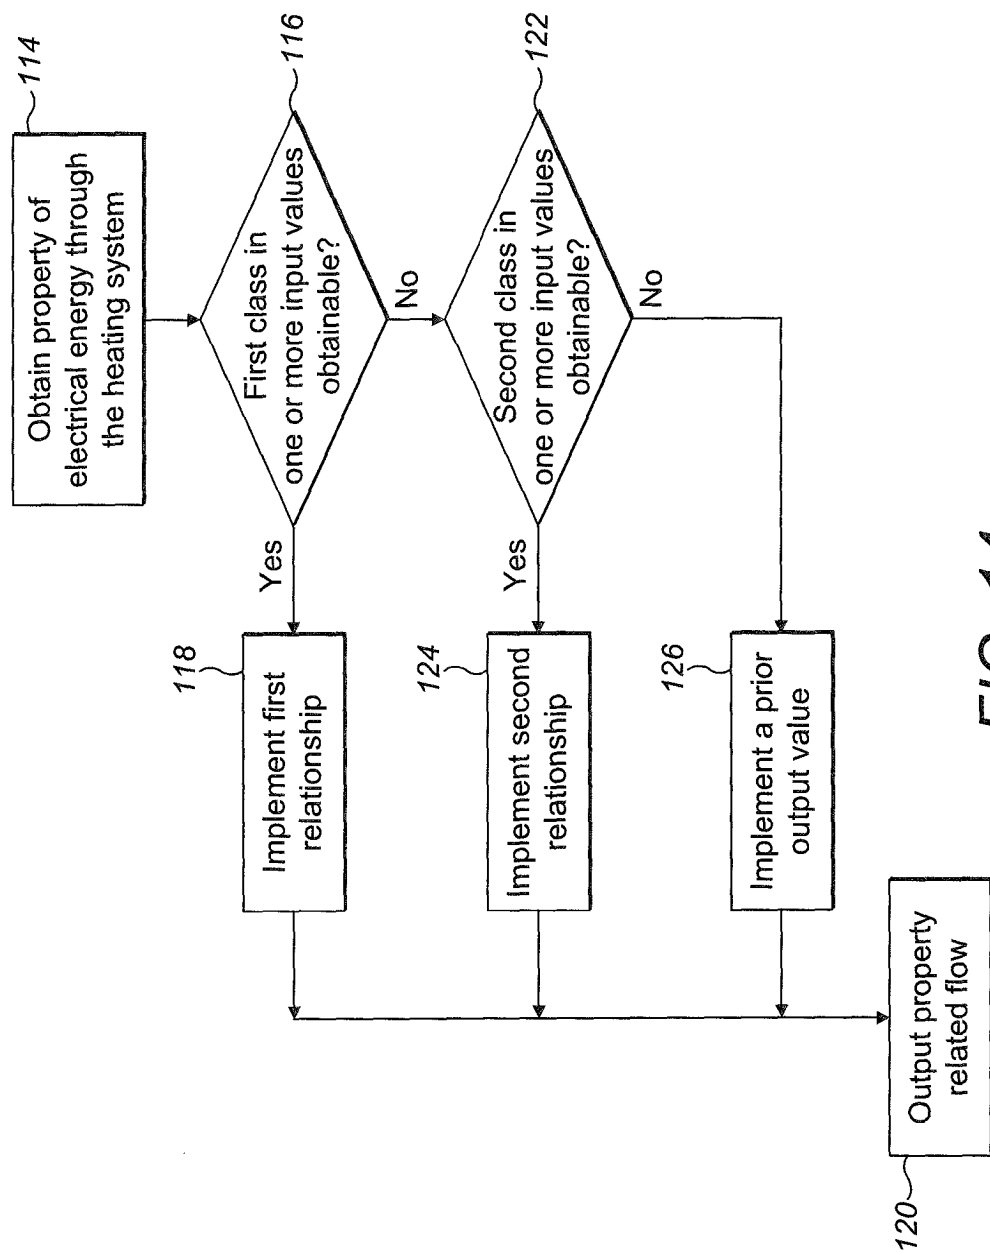 114
Obtain property of
electrical energy through
the heating system
116
First class in
one or more input values
obtainable?
Yes
No
118
Implement first
relationship
122
Second class in
one or more input values
obtainable?
Yes
No
124
Implement second
relationship
126
Implement a prior
output value
120
Output property
related flow